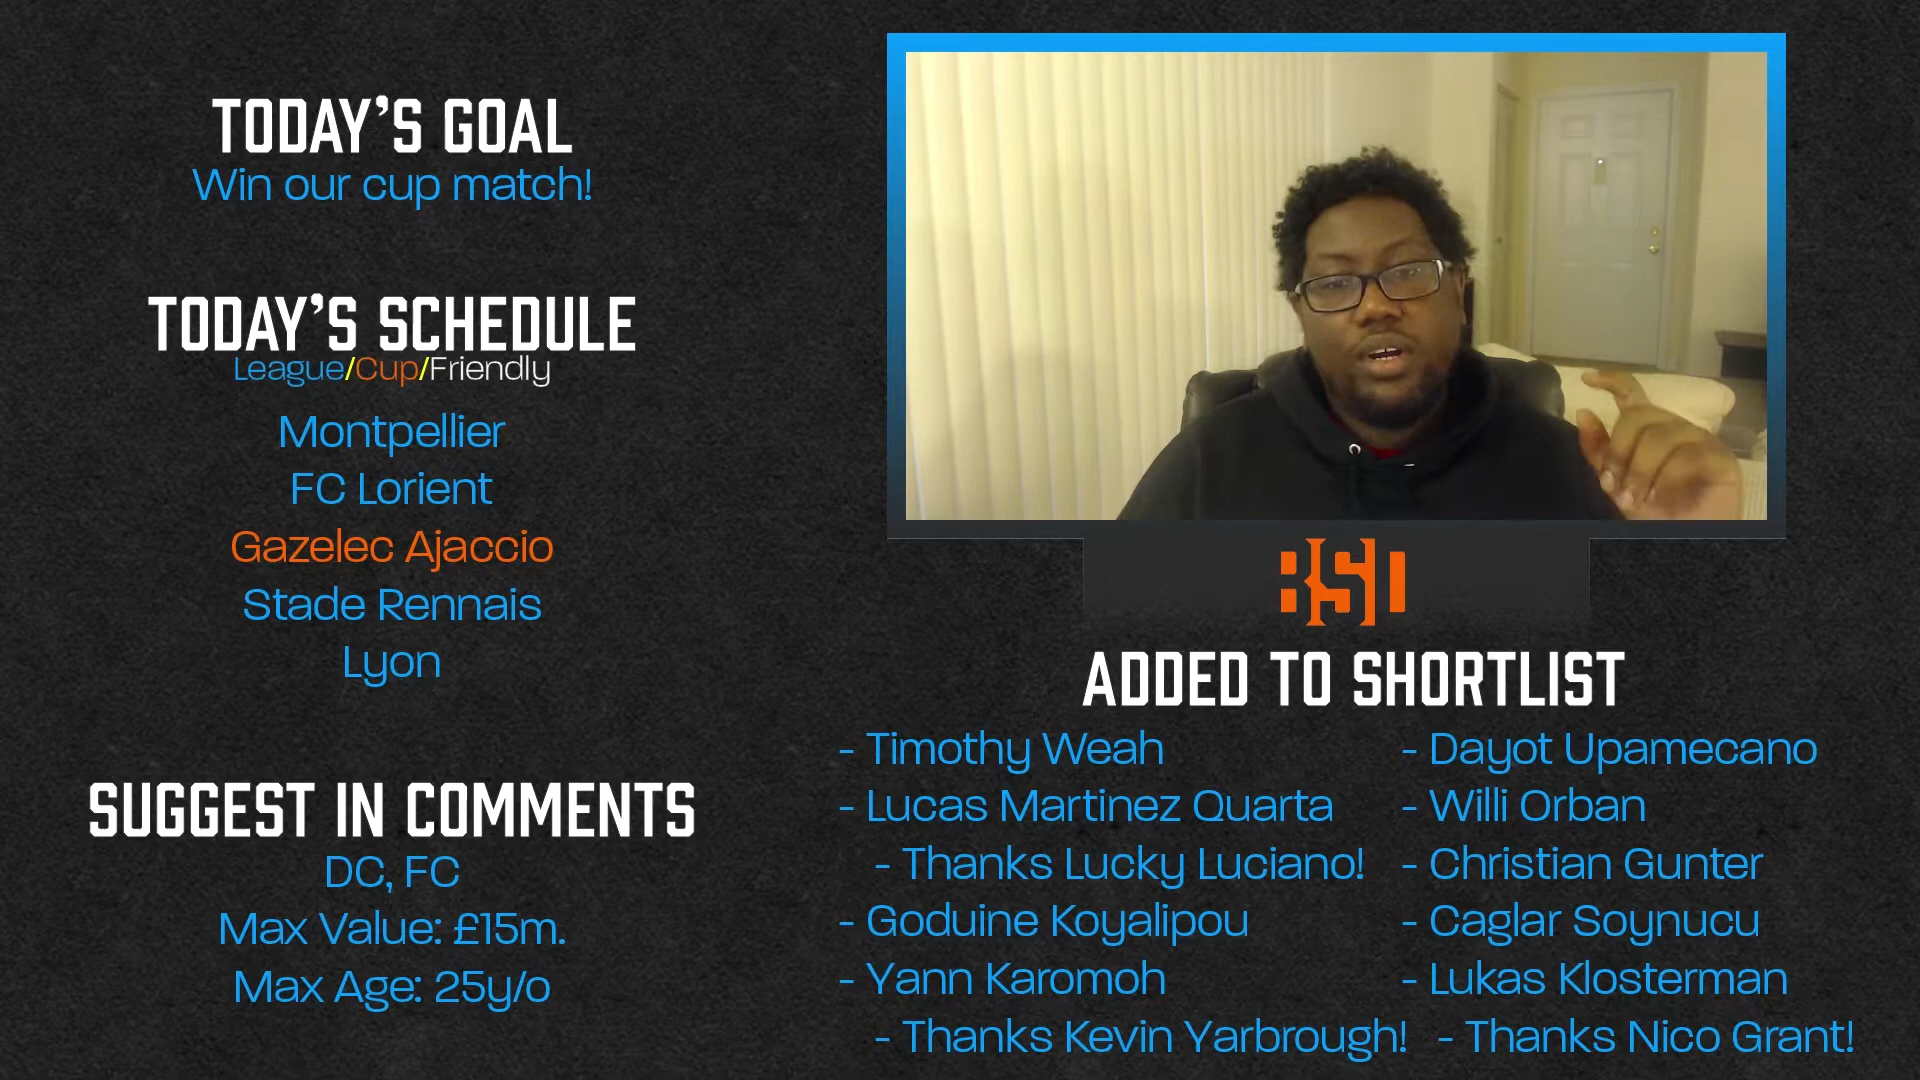 TODAY'S GOAL
Win our cup match!
TODAY'S SCHEDULE
League/Cup/Friendly
Montpellier
FC Lorient
Gazelec Ajaccio
Stade Rennais
Lyon
SUGGEST IN COMMENTS
DC, FC
Max Value: £15m.
Max Age: 25y/o
BSD
ADDED TO SHORTLIST
- Timothy Weah
- Lucas Martinez Quarta
- Thanks Lucky Luciano!
- Goduine Koyalipou
- Yann Karomoh
- Thanks Kevin Yarbrough!
- Dayot Upamecano
- Willi Orban
- Christian Gunter
- Caglar Soynucu
- Lukas Klosterman
- Thanks Nico Grant!